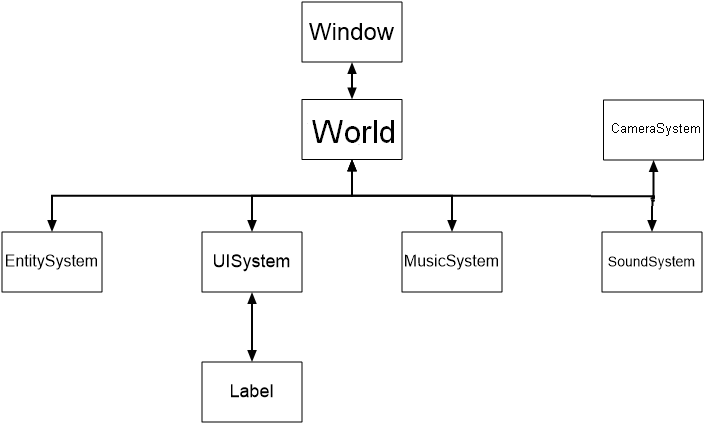 Window
World
CameraSystem
EntitySystem
UISystem
MusicSystem
SoundSystem
Label